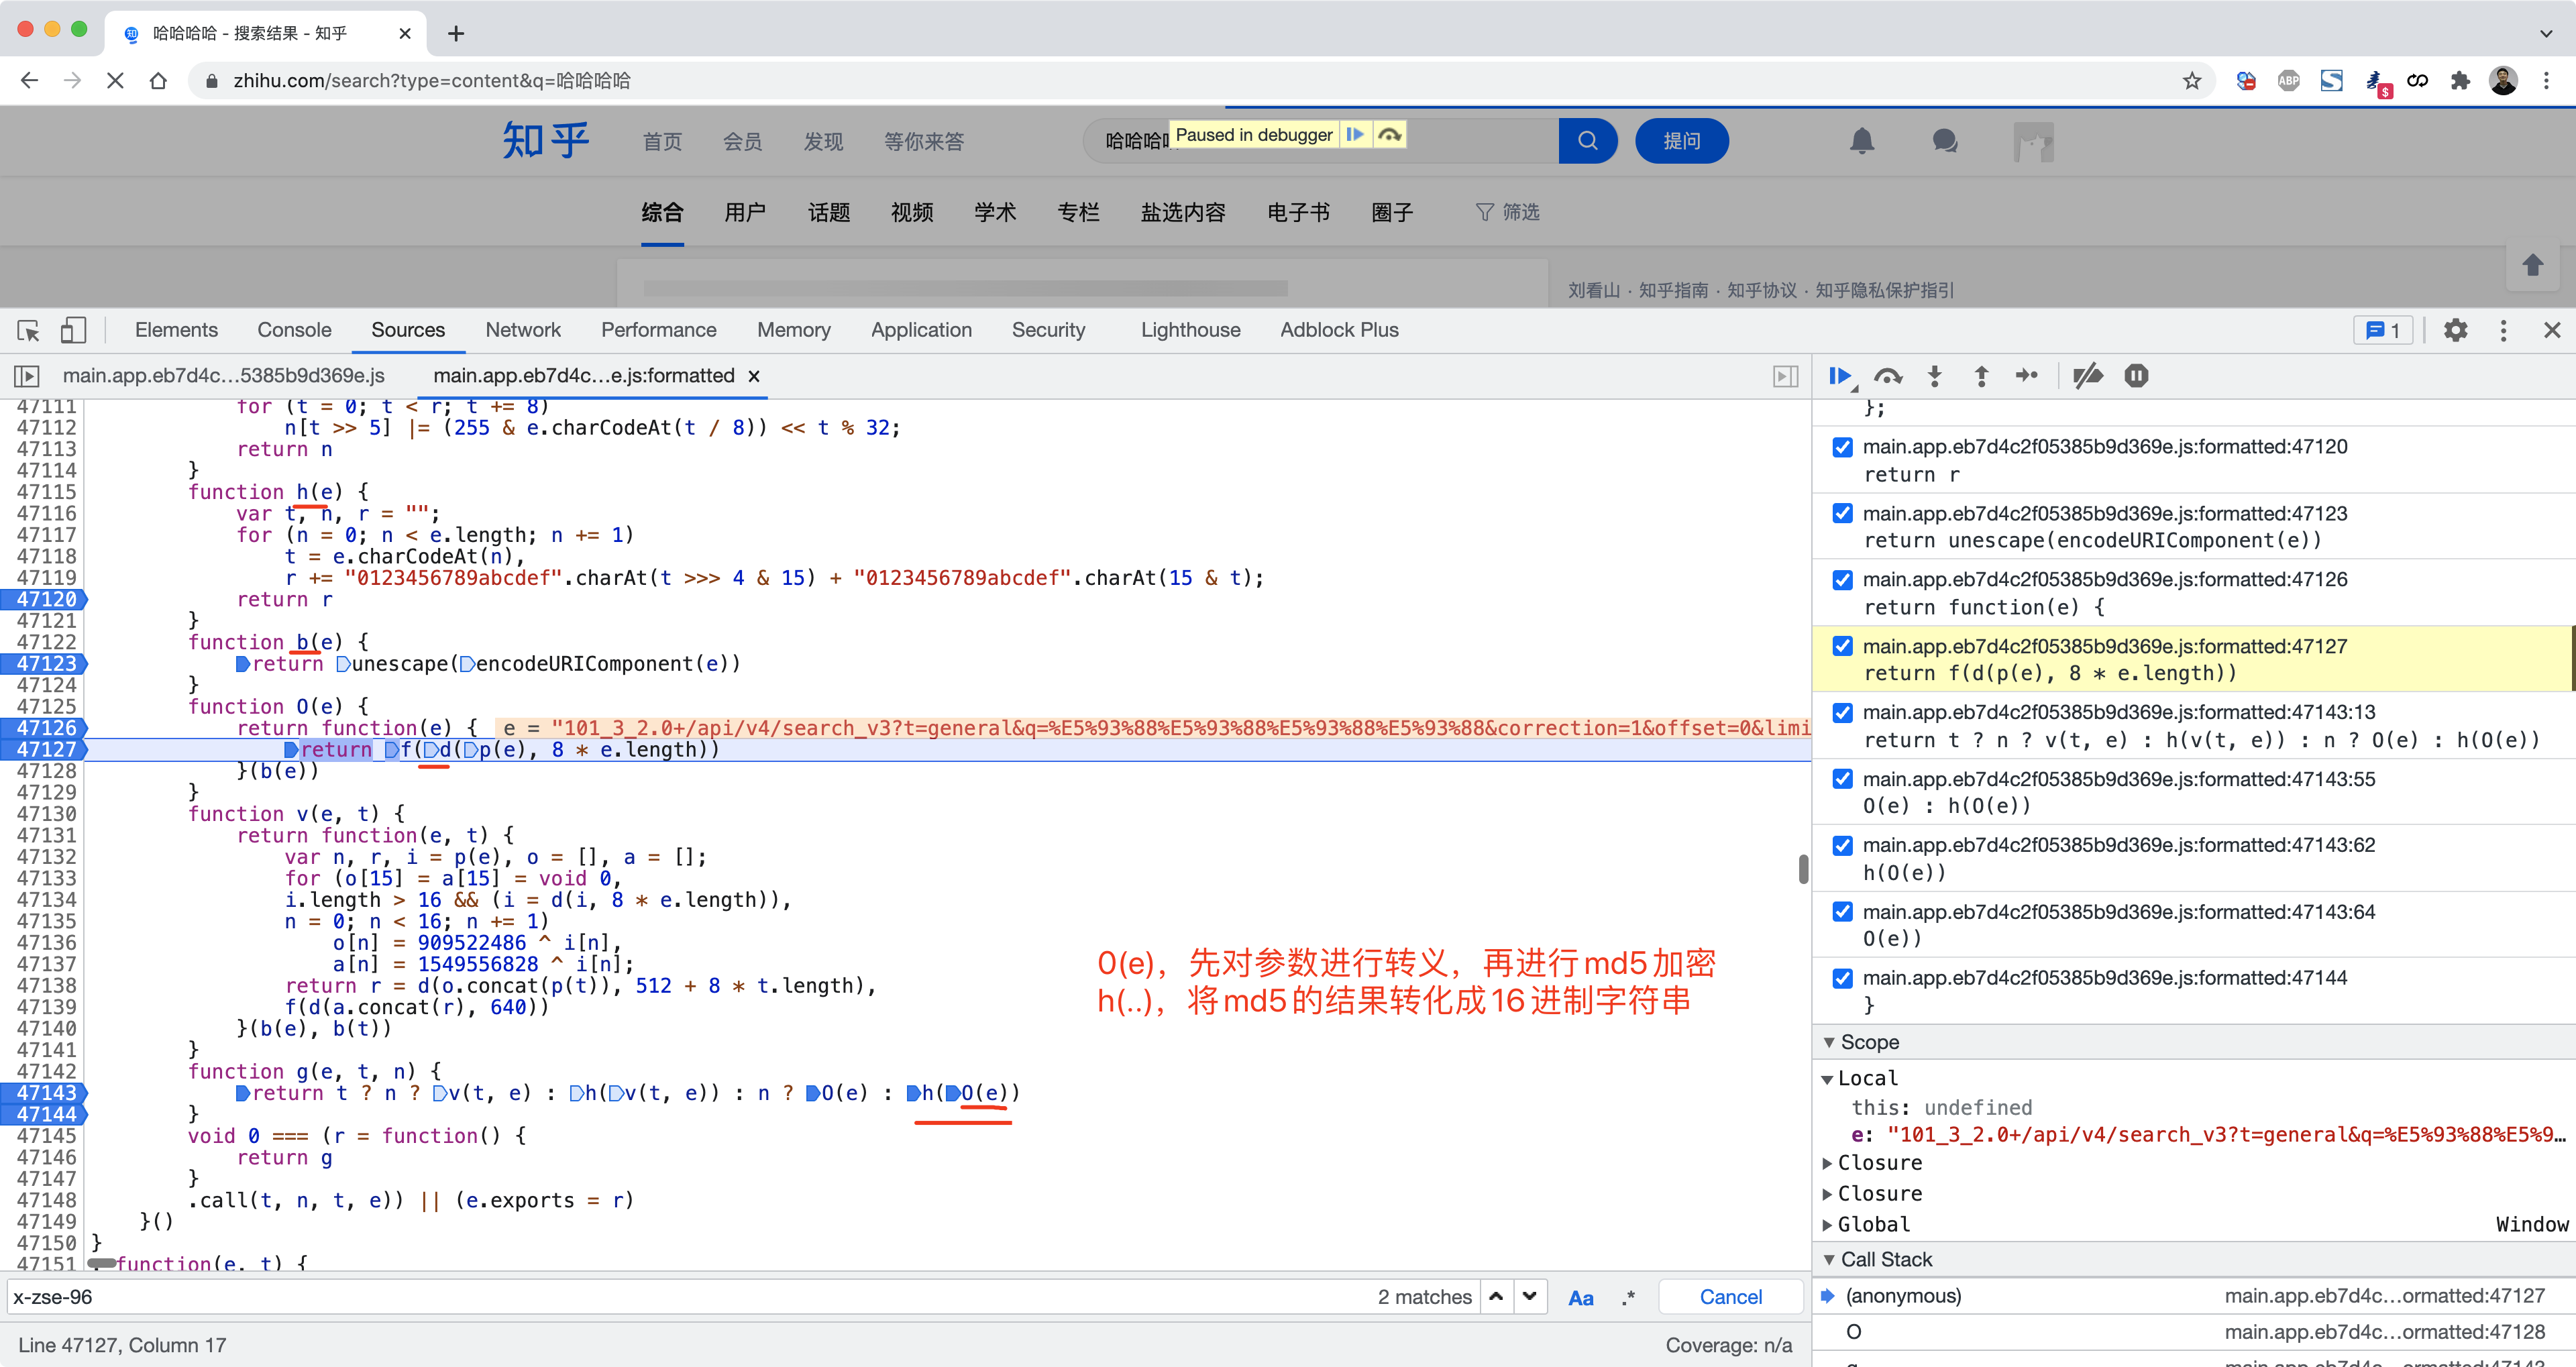 哈哈哈哈 - 搜索结果 - 知乎
zhihu.com/search?type=content&q=哈哈哈哈
ABP
$
知乎
首页 会员 发现 等你来答
哈哈哈
Paused in debugger
提问
综合 用户 话题 视频 学术 专栏 盐选内容 电子书 圈子 筛选
刘看山 · 知乎指南 · 知乎协议 · 知乎隐私保护指引
Elements Console Sources Network Performance Memory Application Security Lighthouse Adblock Plus
1
main.app.eb7d4c…5385b9d369e.js
main.app.eb7d4c…e.js:formatted
47111 for (t = 0; t < r; t += 8)
47112 n[t >> 5] |= (255 & e.charCodeAt(t / 8)) << t % 32;
47113 return n
47114 }
47115 function h(e) {
47116 var t, n, r = "";
47117 for (n = 0; n < e.length; n += 1)
47118 t = e.charCodeAt(n),
47119 r += "0123456789abcdef".charAt(t >>> 4 & 15) + "0123456789abcdef".charAt(15 & t);
47120 return r
47121 }
47122 function b(e) {
47123 return unescape(encodeURIComponent(e))
47124 }
47125 function O(e) {
47126 return function(e) { e = "101_3_2.0+/api/v4/search_v3?t=general&q=%E5%93%88%E5%93%88%E5%93%88%E5%93%88&correction=1&offset=0&limi
47127 return f(d(p(e), 8 * e.length))
47128 }(b(e))
47129 }
47130 function v(e, t) {
47131 return function(e, t) {
47132 var n, r, i = p(e), o = [], a = [];
47133 for (o[15] = a[15] = void 0,
47134 i.length > 16 && (i = d(i, 8 * e.length)),
47135 n = 0; n < 16; n += 1)
47136 o[n] = 909522486 ^ i[n],
47137 a[n] = 1549556828 ^ i[n];
47138 return r = d(o.concat(p(t)), 512 + 8 * t.length),
47139 f(d(a.concat(r), 640))
47140 }(b(e), b(t))
47141 }
47142 function g(e, t, n) {
47143 return t ? n ? v(t, e) : h(v(t, e)) : n ? O(e) : h(O(e))
47144 }
47145 void 0 === (r = function() {
47146 return g
47147 }
47148 .call(t, n, t, e)) || (e.exports = r)
47149 }()
47150 }
47151 function(e, t) {
0(e)，先对参数进行转义，再进行md5加密
h(..)，将md5的结果转化成16进制字符串
x-zse-96
2 matches
Aa
.*
Cancel
Line 47127, Column 17
Coverage: n/a
};
main.app.eb7d4c2f05385b9d369e.js:formatted:47120
return r
main.app.eb7d4c2f05385b9d369e.js:formatted:47123
return unescape(encodeURIComponent(e))
main.app.eb7d4c2f05385b9d369e.js:formatted:47126
return function(e) {
main.app.eb7d4c2f05385b9d369e.js:formatted:47127
return f(d(p(e), 8 * e.length))
main.app.eb7d4c2f05385b9d369e.js:formatted:47143:13
return t ? n ? v(t, e) : h(v(t, e)) : n ? O(e) : h(O(e))
main.app.eb7d4c2f05385b9d369e.js:formatted:47143:55
O(e) : h(O(e))
main.app.eb7d4c2f05385b9d369e.js:formatted:47143:62
h(O(e))
main.app.eb7d4c2f05385b9d369e.js:formatted:47143:64
O(e))
main.app.eb7d4c2f05385b9d369e.js:formatted:47144
}
Scope
Local
this: undefined
e: "101_3_2.0+/api/v4/search_v3?t=general&q=%E5%93%88%E5%9…
Closure
Closure
Global Window
Call Stack
(anonymous) main.app.eb7d4c…ormatted:47127
O main.app.eb7d4c…ormatted:47128